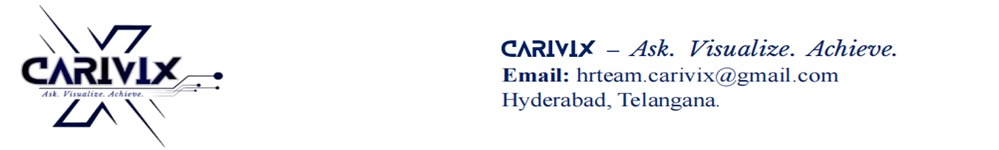 CARIVIX
Ask. Visualize. Achieve.
CARIVIX – Ask. Visualize. Achieve.
Email: hrteam.carivix@gmail.com
Hyderabad, Telangana.